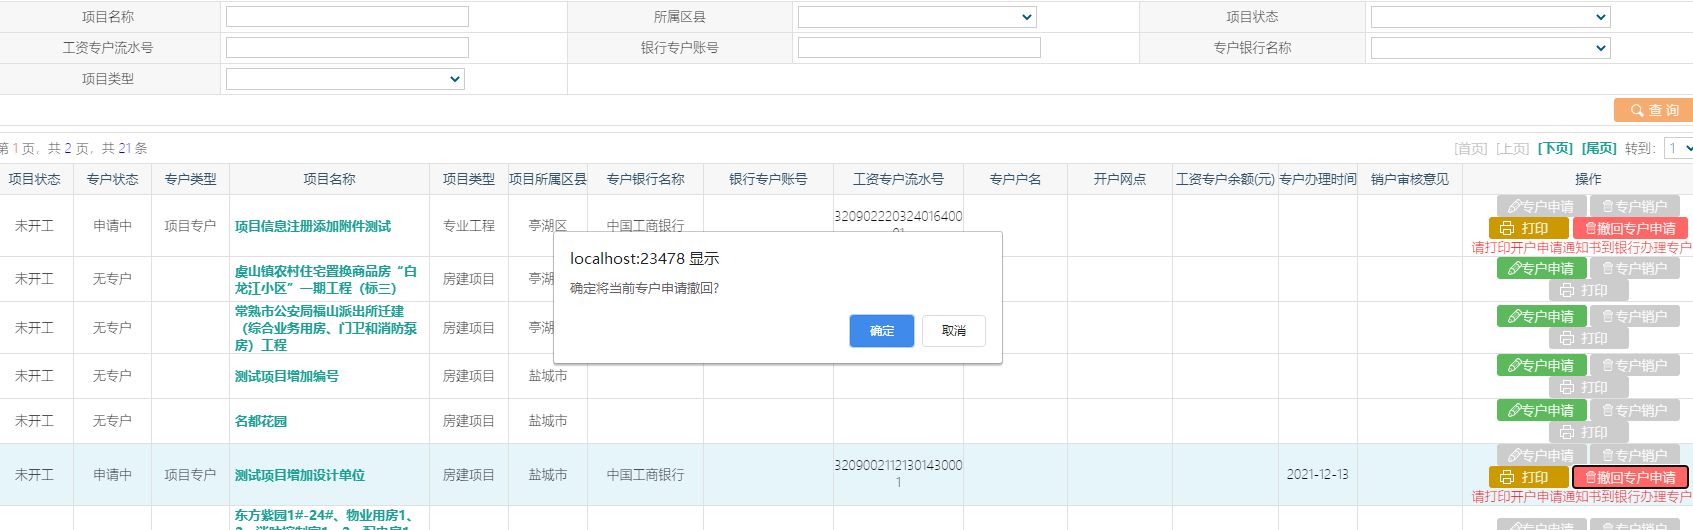 项目名称 所属区县 项目状态
工资专户流水号 银行专户账号 专户银行名称
项目类型
查 询
第 1 页，共 2 页，共 21 条 [首页] [上页] [下页] [尾页] 转到： 1
项目状态 专户状态 专户类型 项目名称 项目类型 项目所属区县 专户银行名称 银行专户账号 工资专户流水号 专户户名 开户网点 工资专户余额(元) 专户办理时间 销户审核意见 操作
专户申请 专户销户
未开工 申请中 项目专户 项目信息注册添加附件测试 专业工程 亭湖区 中国工商银行 320902220324016400
打印 撤回专户申请
请打印开户申请通知书到银行办理专户
localhost:23478 显示
确定将当前专户申请撤回?
确定 取消
未开工 无专户 虞山镇农村住宅置换商品房“白 房建项目 亭湖 专户申请 专户销户
龙江小区”一期工程（标三） 打印
常熟市公安局福山派出所迁建 专户申请 专户销户
未开工 无专户 （综合业务用房、门卫和消防泵 房建项目 亭湖
房）工程 打印
未开工 无专户 测试项目增加编号 房建项目 盐城市 专户申请 专户销户
打印
未开工 无专户 名都花园 房建项目 盐城市 专户申请 专户销户
打印
专户申请 专户销户
未开工 申请中 项目专户 测试项目增加设计单位 房建项目 盐城市 中国工商银行 320900211213014300 2021-12-13
1 打印 撤回专户申请
请打印开户申请通知书到银行办理专户
东方紫园1#-24#、物业用房1、